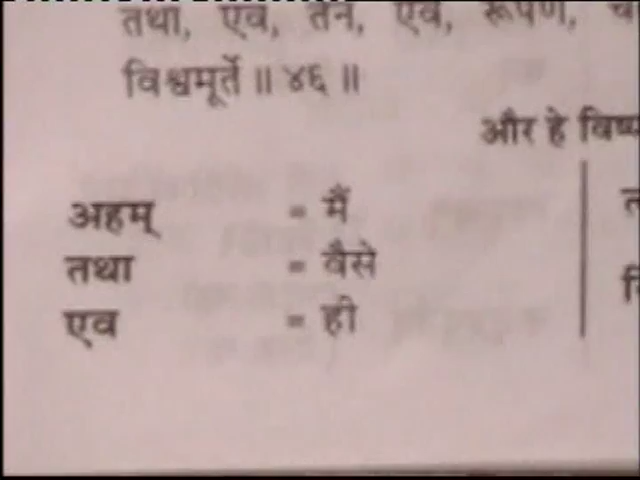 तथा, एव, तेन, एव, रूपेण,
विश्वमूर्ते ॥ ४६ ॥
और हे
अहम् = मैं
तथा = वैसे
एव = ही